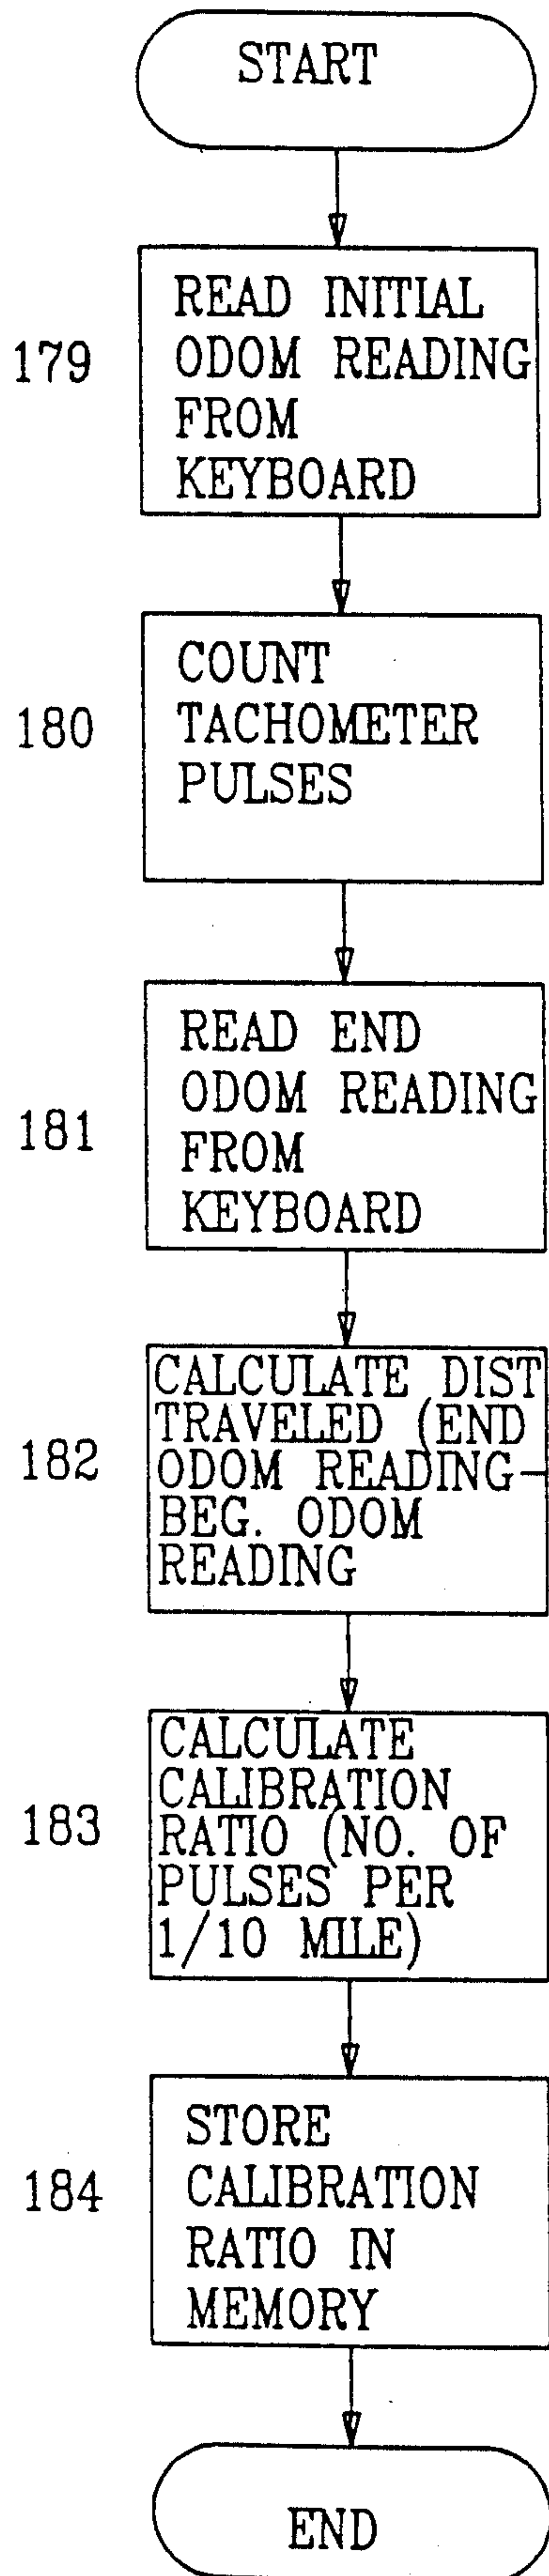 START
179
READ INITIAL
ODOM READING
FROM
KEYBOARD
180
COUNT
TACHOMETER
PULSES
181
READ END
ODOM READING
FROM
KEYBOARD
182
CALCULATE DIST
TRAVELED (END
ODOM READING-
BEG. ODOM
READING
183
CALCULATE
CALIBRATION
RATIO (NO. OF
PULSES PER
1/10 MILE)
184
STORE
CALIBRATION
RATIO IN
MEMORY
END